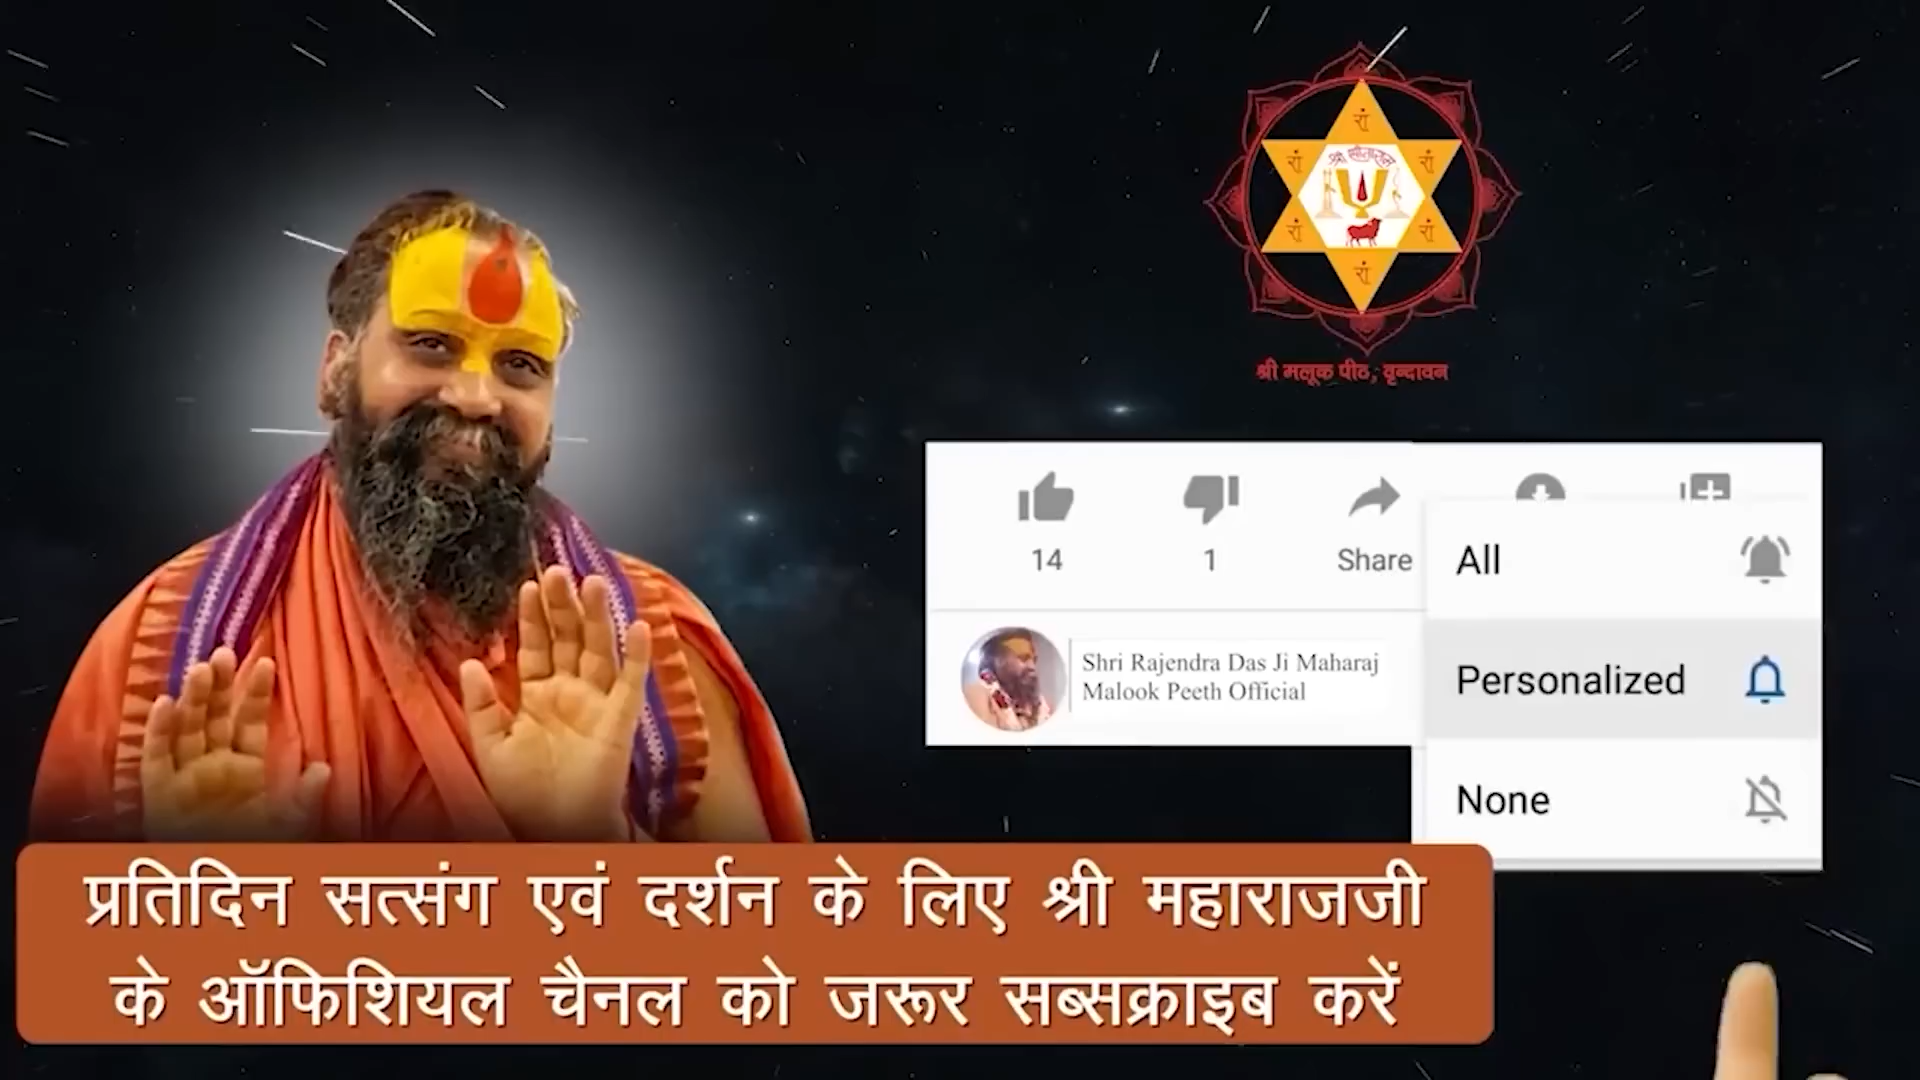 रां
रां
रां
श्री सीताराम
रां
रां
रां
श्री मलूक पीठ, वृन्दावन
14
1
Share
All
Personalized
None
Shri Rajendra Das Ji Maharaj
Malook Peeth Official
प्रतिदिन सत्संग एवं दर्शन के लिए श्री महाराजजी
के ऑफिशियल चैनल को जरूर सब्सक्राइब करें